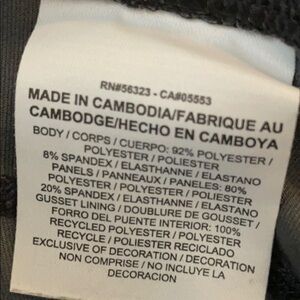 RN#56323 - CA#05553
MADE IN CAMBODIA/FABRIQUE AU
CAMBODGE/HECHO EN CAMBOYA
BODY / CORPS / CUERPO: 92% POLYESTER /
POLYESTER / POLIESTER
8% SPANDEX / ELASTHANNE / ELASTANO
PANELS / PANNEAUX / PANELES: 80%
POLYESTER / POLYESTER / POLIESTER
20% SPANDEX / ELASTHANNE / ELASTANO
GUSSET LINING / DOUBLURE DE GOUSSET /
FORRO DEL PUENTE INTERIOR: 100%
RECYCLED POLYESTER / POLYESTER
RECYCLE / POLIESTER RECICLADO
EXCLUSIVE OF DECORATION / DECORATION
NON COMPRISE / NO INCLUYE LA
DECORACION